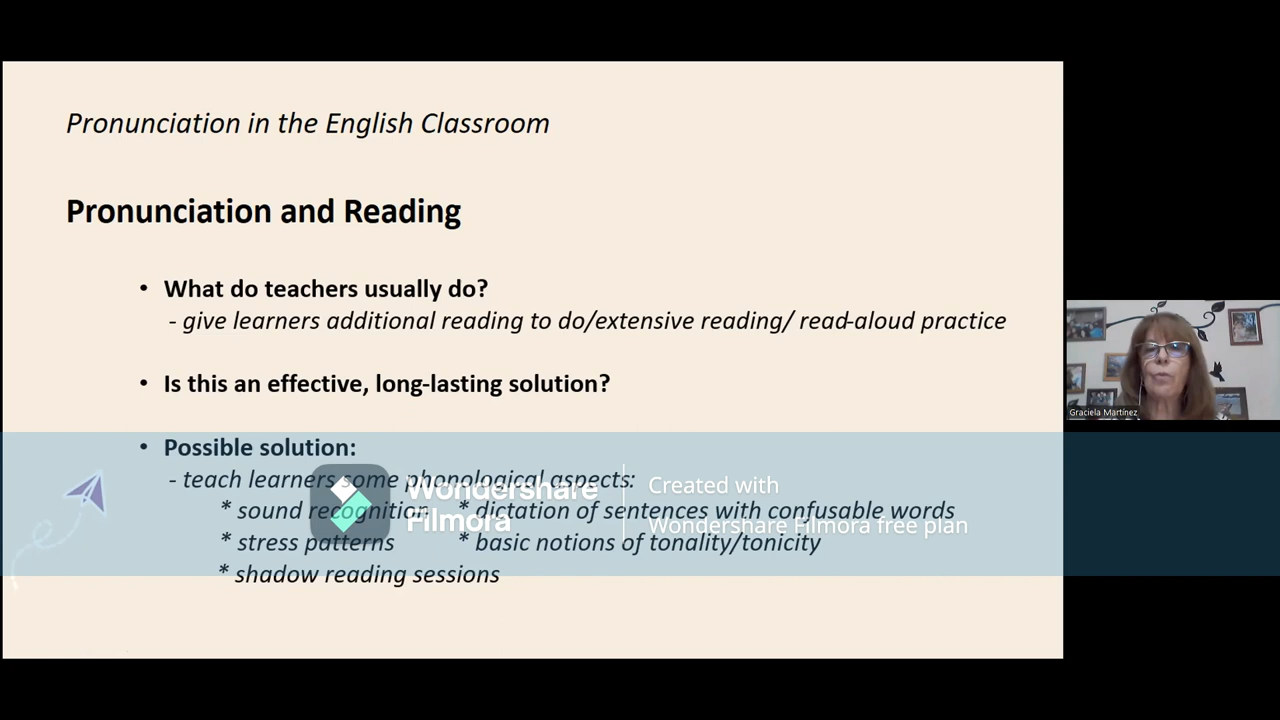 Pronunciation in the English Classroom
Pronunciation and Reading
• What do teachers usually do?
- give learners additional reading to do/extensive reading/ read-aloud practice
• Is this an effective, long-lasting solution?
• Possible solution:
- teach learners some phonological aspects:
* sound recognition * dictation of sentences with confusable words
* stress patterns * basic notions of tonality/tonicity
* shadow reading sessions
Wondershare
Filmora
Created with
Wondershare Filmora free plan
Graciela Martínez